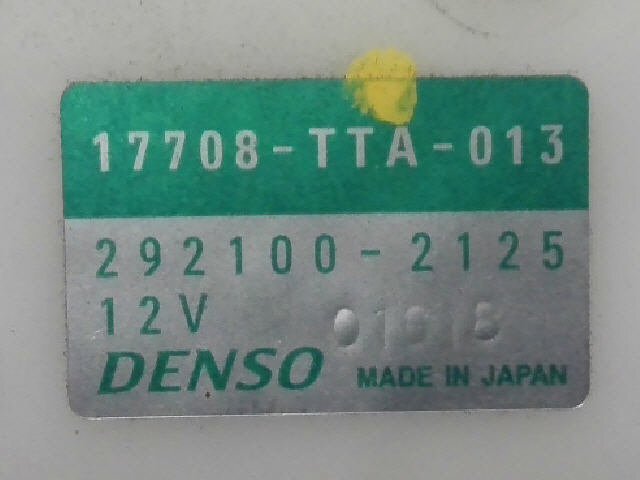 17708-TTA-013
292100-2125
12V
DENSO MADE IN JAPAN